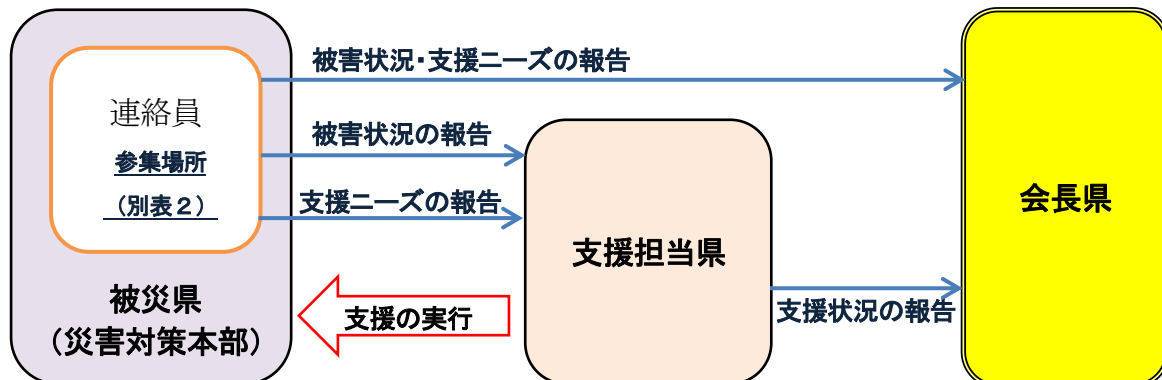 被害状況・支援ニーズの報告
連絡員
参集場所
（別表２）
被害状況の報告
支援ニーズの報告
会長県
支援担当県
被災県
（災害対策本部）
支援の実行
支援状況の報告